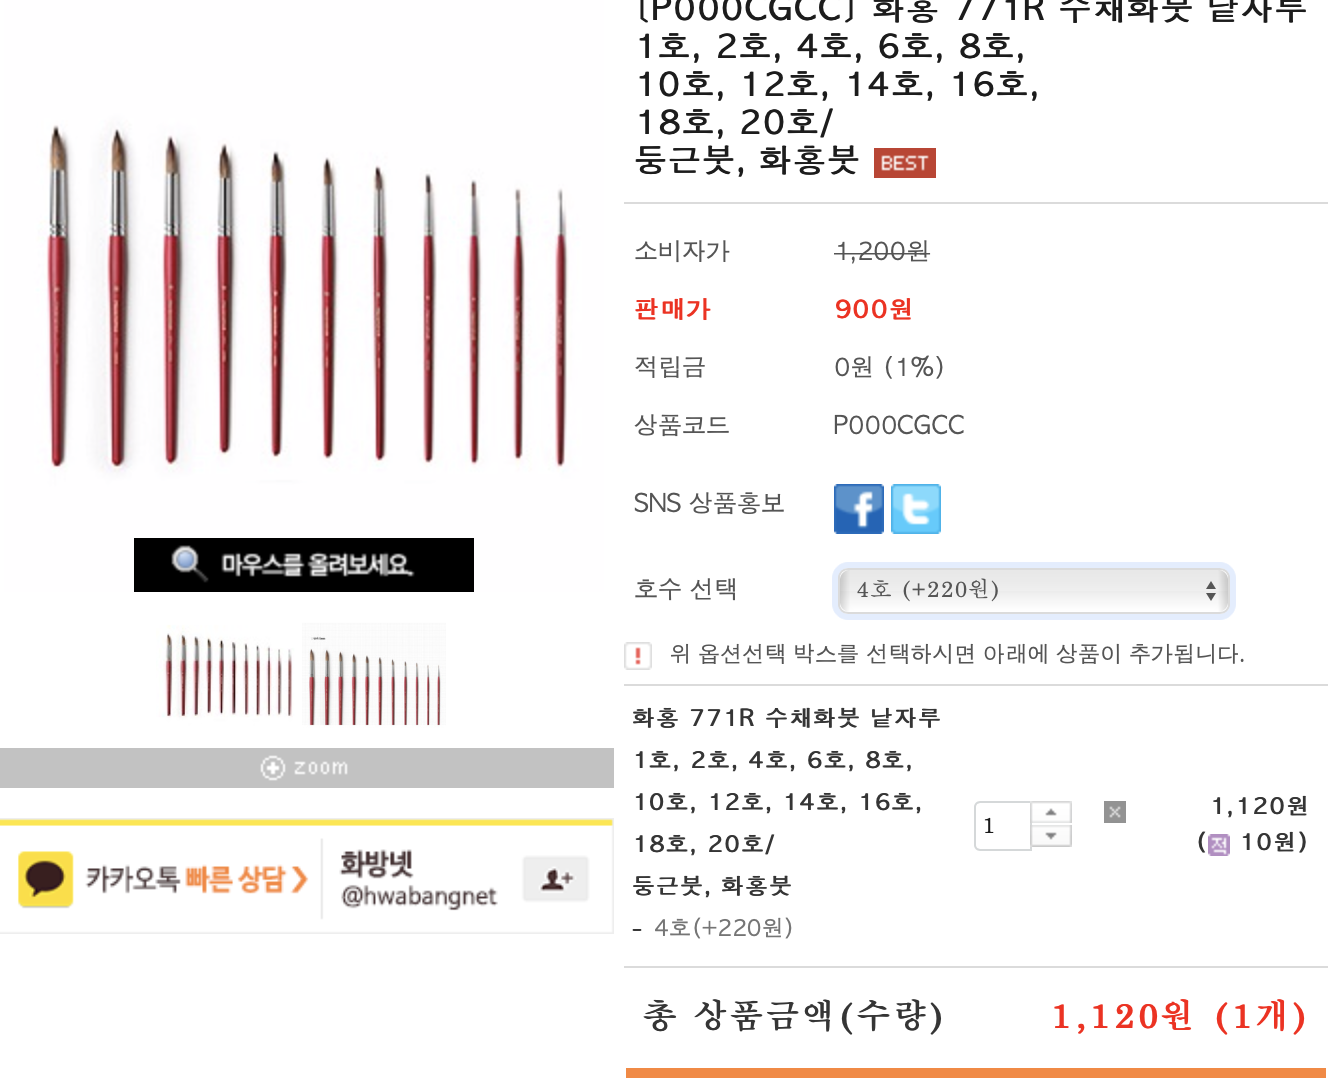 [P000CGCC] 화홍 771R 수채화붓 낱자루
1호, 2호, 4호, 6호, 8호,
10호, 12호, 14호, 16호,
18호, 20호/
둥근붓, 화홍붓 BEST
소비자가 1,200원
판매가 900원
적립금 0원 (1%)
상품코드 P000CGCC
SNS 상품홍보
호수 선택 4호 (+220원)
위 옵션선택 박스를 선택하시면 아래에 상품이 추가됩니다.
화홍 771R 수채화붓 낱자루
1호, 2호, 4호, 6호, 8호,
10호, 12호, 14호, 16호,
18호, 20호/
둥근붓, 화홍붓
- 4호(+220원)
1
1,120원
(적 10원)
총 상품금액(수량) 1,120원 (1개)
마우스를 올려보세요.
zoom
카카오톡 빠른 상담
화방넷
@hwabangnet